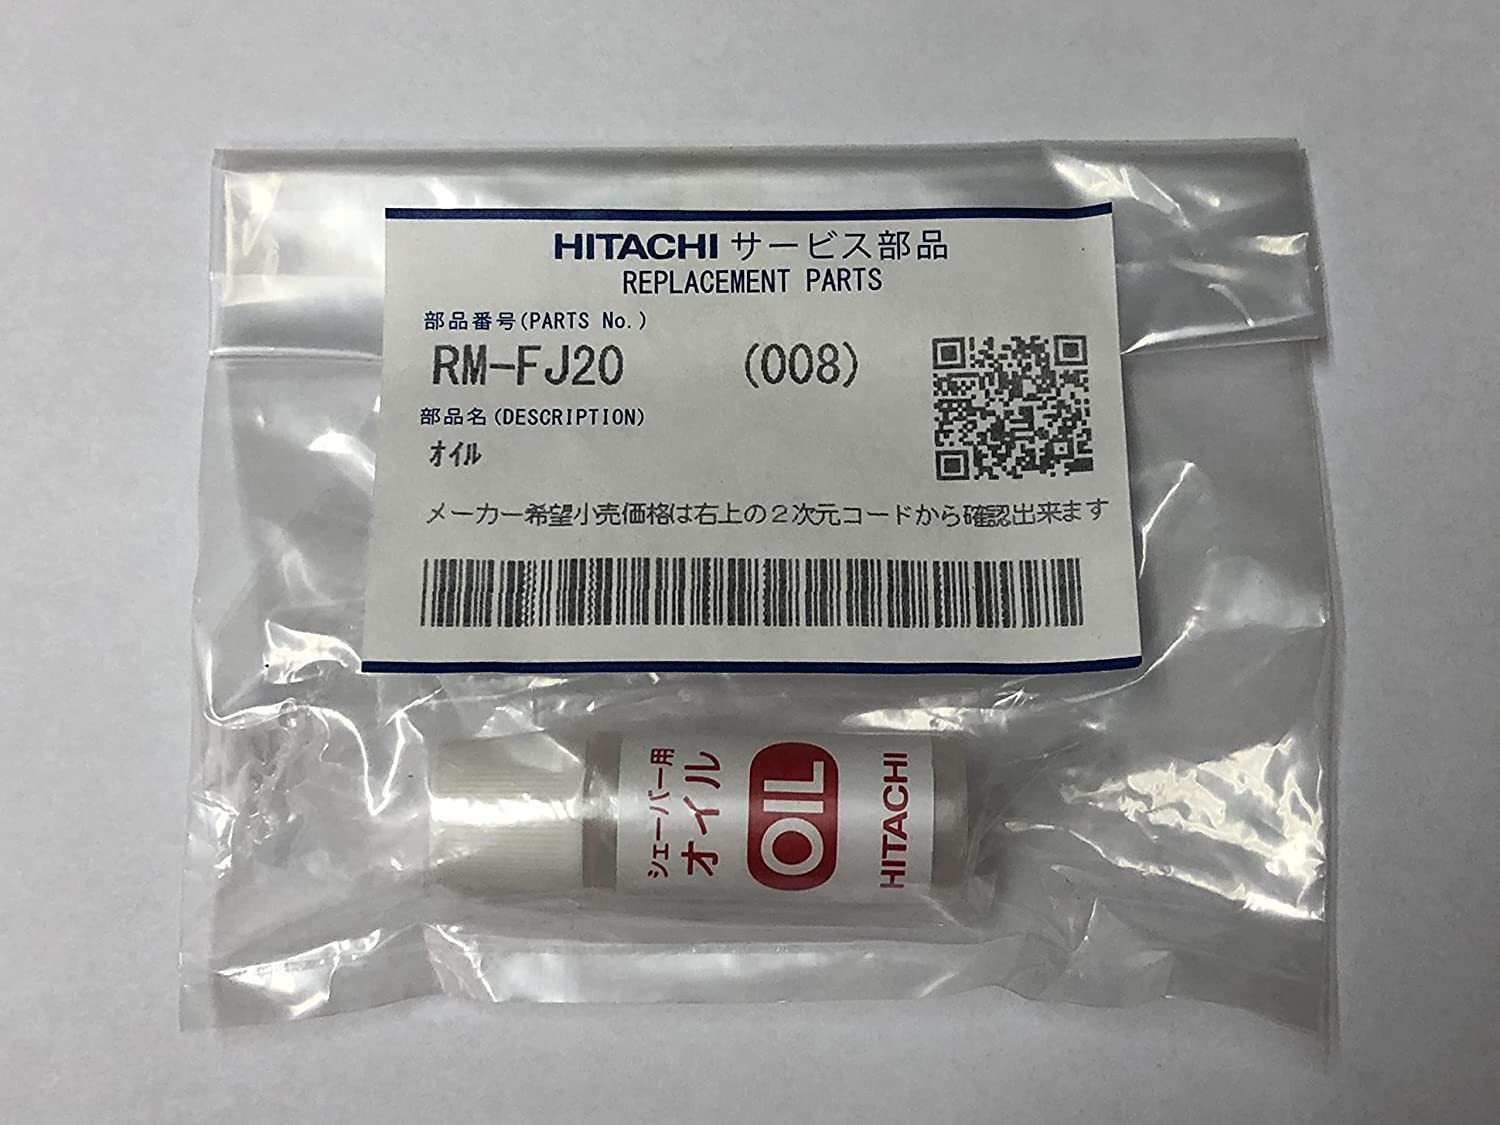 HITACHI サービス部品
REPLACEMENT PARTS
部品番号(PARTS No.)
RM-FJ20 (008)
部品名(DESCRIPTION)
ｵｲﾙ
メーカー希望小売価格は右上の２次元コードから確認出来ます
シェーバー用
オイル
OIL
HITACHI